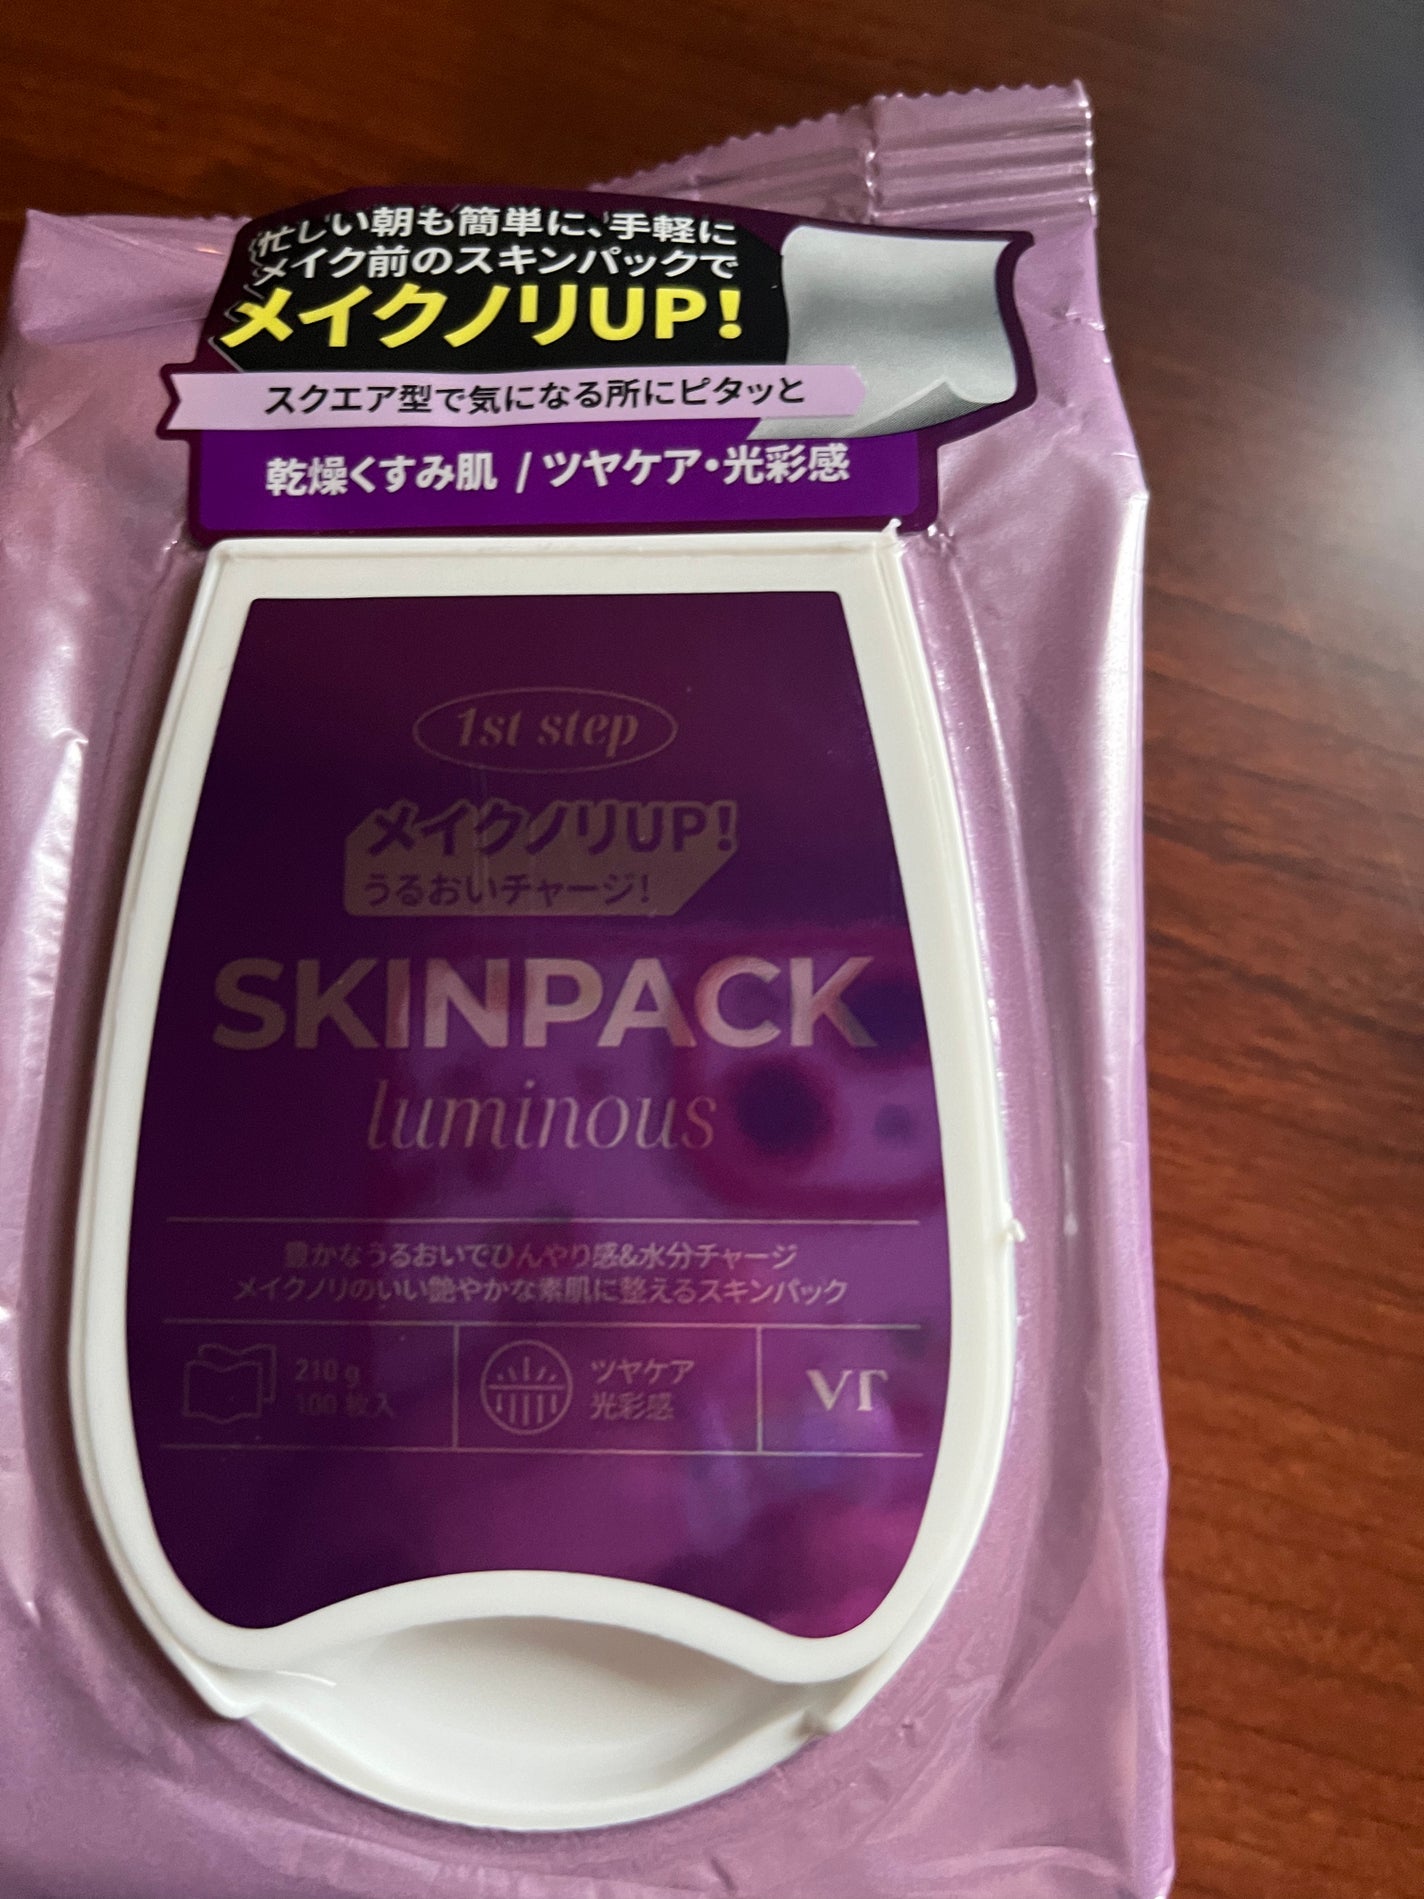 忙しい朝も簡単に、手軽に
メイク前のスキンパックで
メイクノリUP!
スクエア型で気になる所にピタッと
乾燥くすみ肌 / ツヤケア・光彩感
1st step
メイクノリUP!
うるおいチャージ!
SKINPACK
luminous
豊かなうるおいでひんやり感&水分チャージ
メイクノリのいい艶やかな素肌に整えるスキンパック
210 g
100 枚入
ツヤケア
光彩感
VT